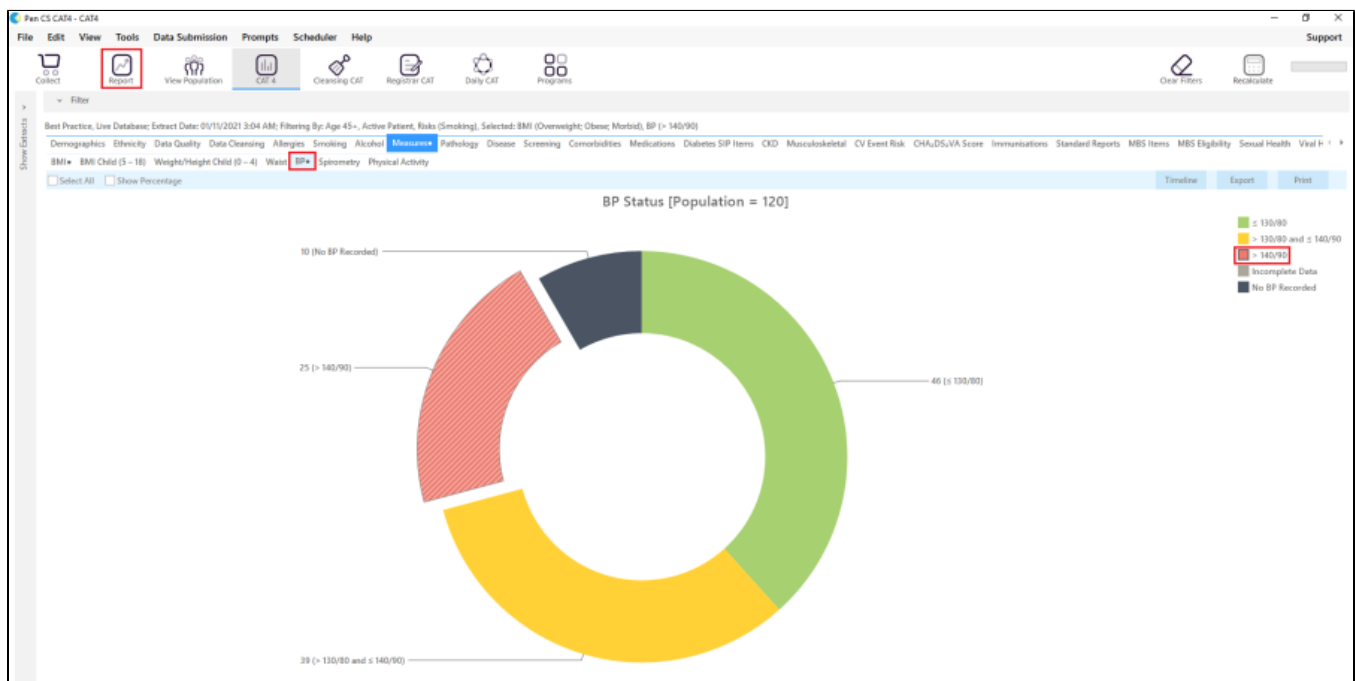 Pen CS CAT4 - CAT4
File Edit View Tools Data Submission Prompts Scheduler Help Support
Collect Report View Population CAT 4 Cleansing CAT Registrar CAT Daily CAT Programs Clear Filters Recalculate
Filter
Show Extracts
Best Practice, Live Database; Extract Date: 01/11/2021 3:04 AM; Filtering By: Age 45+, Active Patient, Risks (Smoking), Selected: BMI (Overweight; Obese; Morbid), BP (> 140/90)
Demographics Ethnicity Data Quality Data Cleansing Allergies Smoking Alcohol Measures• Pathology Disease Screening Comorbidities Medications Diabetes SIP Items CKD Musculoskeletal CV Event Risk CHA₂DS₂VA Score Immunisations Standard Reports MBS Items MBS Eligibility Sexual Health Viral H
BMI• BMI Child (5 – 18) Weight/Height Child (0 – 4) Waist BP• Spirometry Physical Activity
Select All Show Percentage Timeline Export Print
BP Status [Population = 120]
≤ 130/80
> 130/80 and ≤ 140/90
> 140/90
Incomplete Data
No BP Recorded
10 (No BP Recorded)
25 (> 140/90)
46 (≤ 130/80)
39 (> 130/80 and ≤ 140/90)